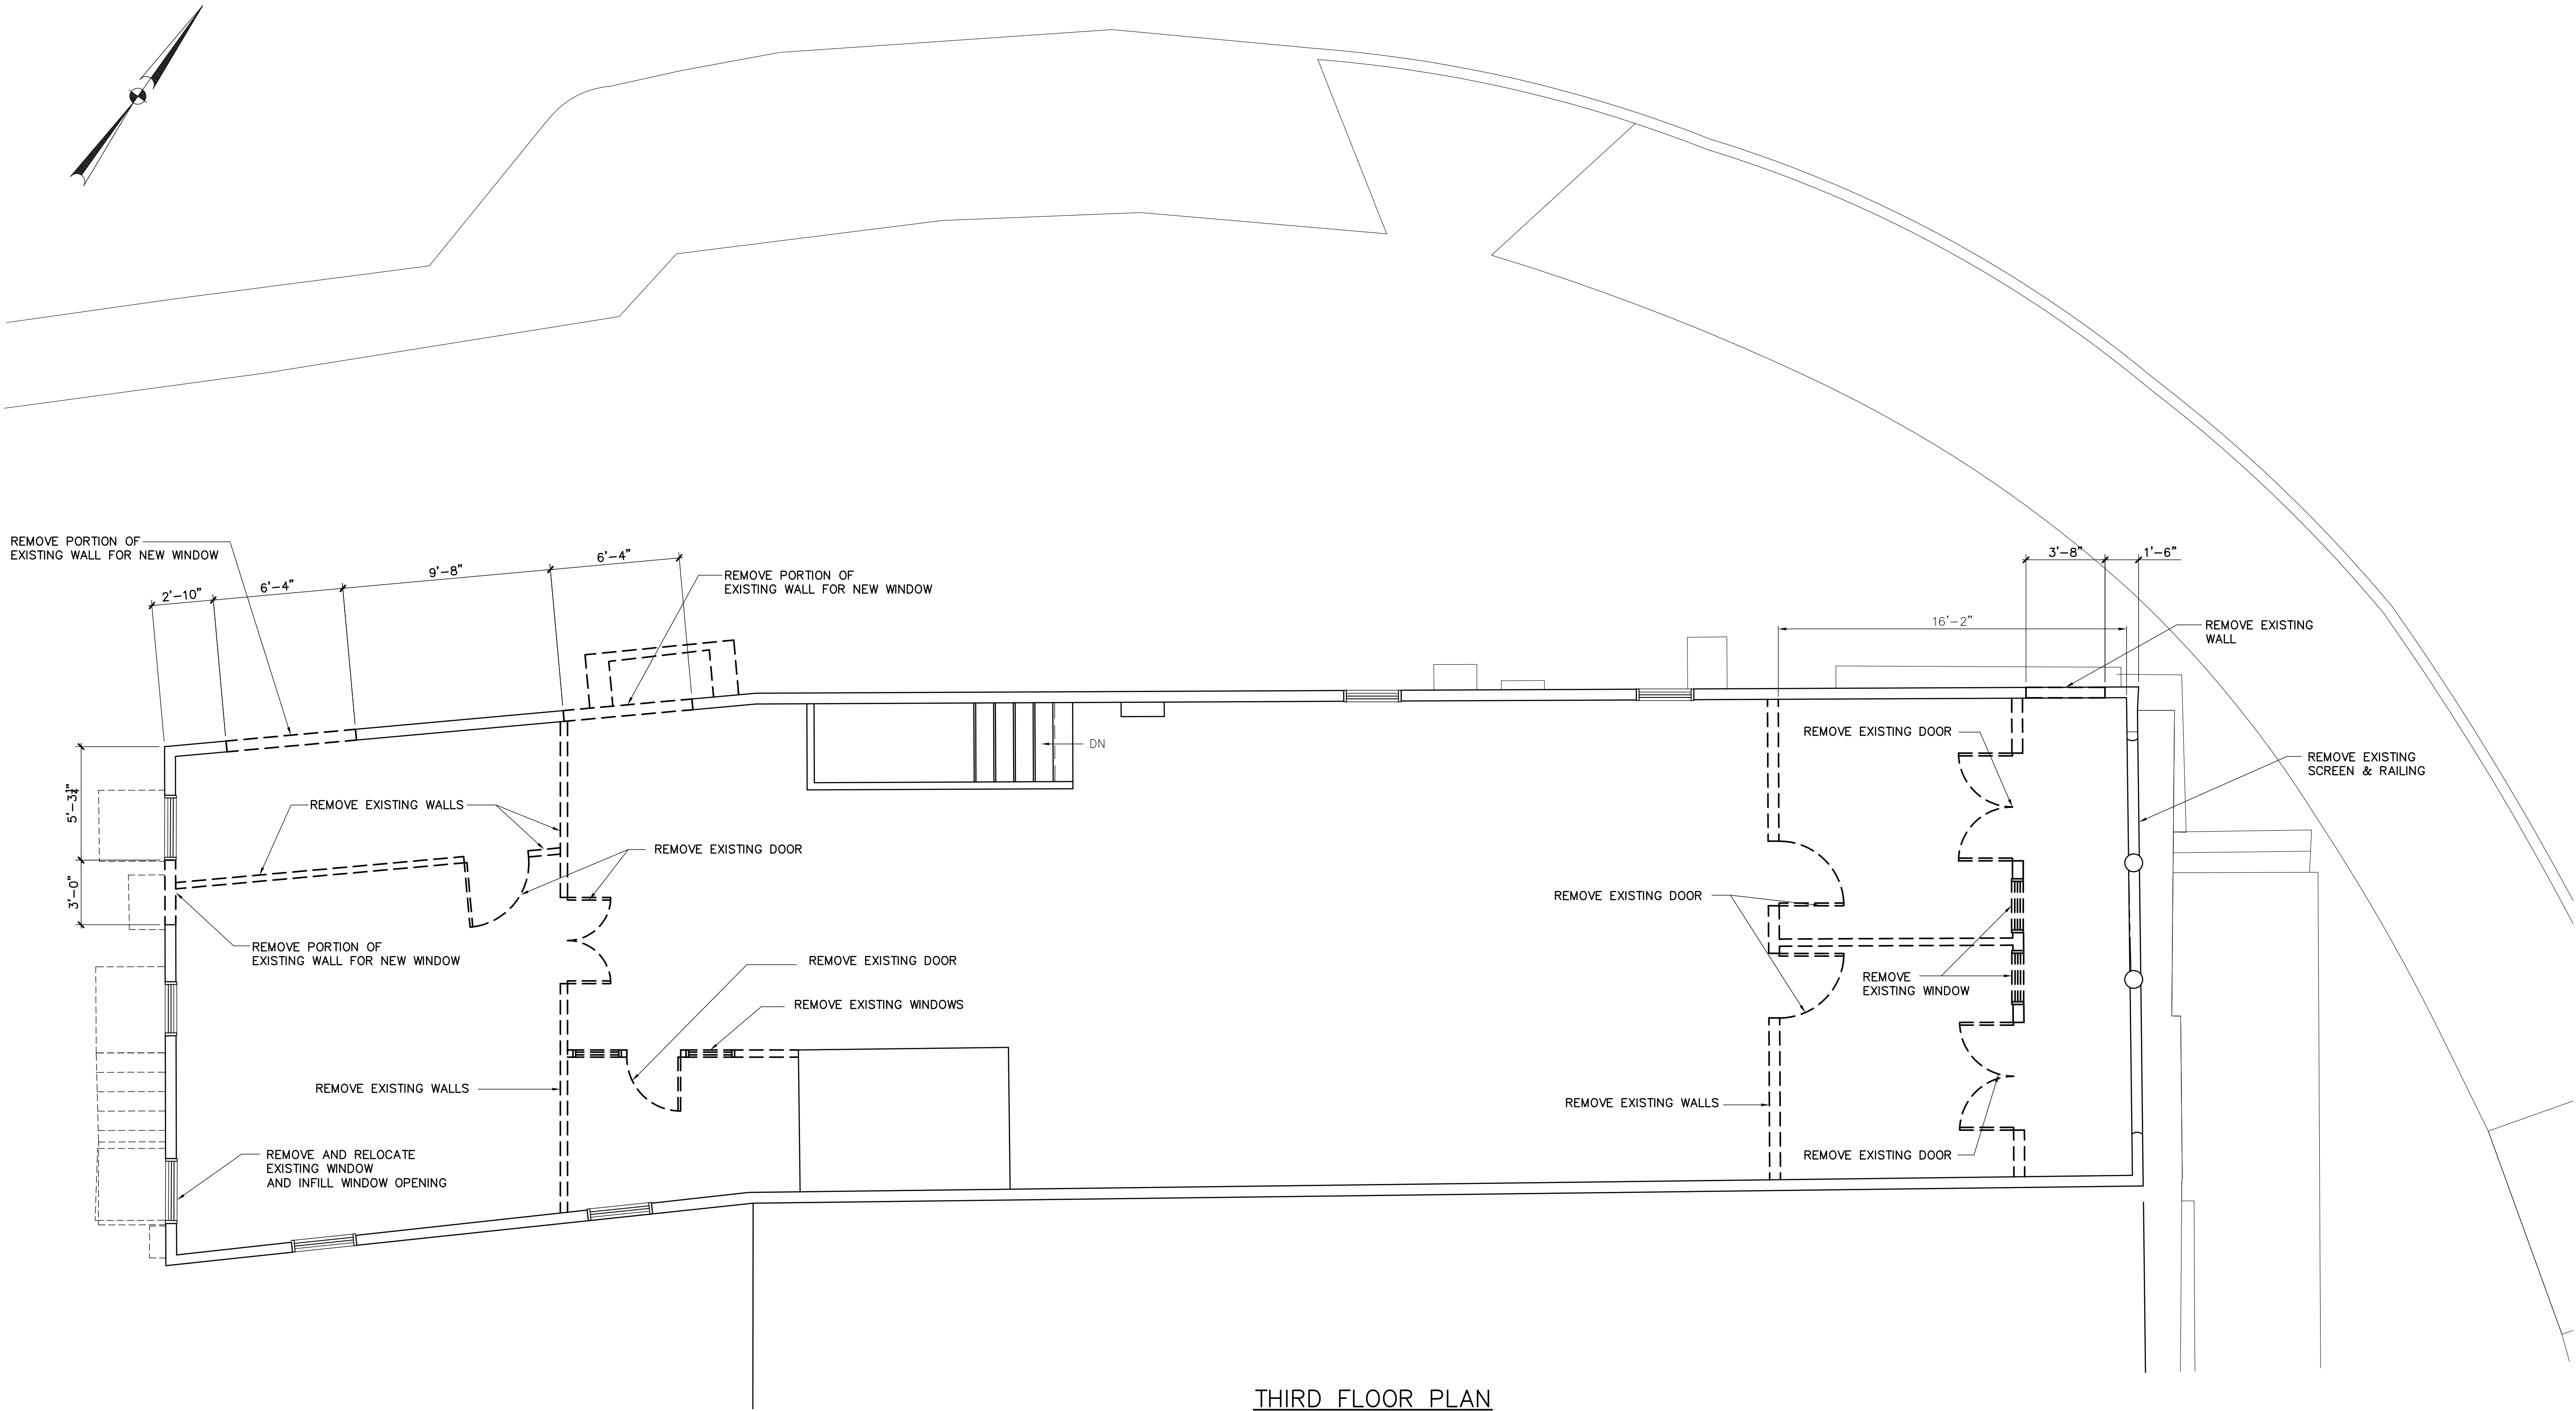 REMOVE PORTION OF
EXISTING WALL FOR NEW WINDOW
2'-10"
6'-4"
9'-8"
6'-4"
REMOVE PORTION OF
EXISTING WALL FOR NEW WINDOW
3'-8"
1'-6"
16'-2"
REMOVE EXISTING
WALL
REMOVE EXISTING DOOR
DN
REMOVE EXISTING
SCREEN & RAILING
5'-3½"
REMOVE EXISTING WALLS
REMOVE EXISTING DOOR
3'-0"
REMOVE EXISTING DOOR
REMOVE PORTION OF
EXISTING WALL FOR NEW WINDOW
REMOVE EXISTING DOOR
REMOVE
EXISTING WINDOW
REMOVE EXISTING WINDOWS
REMOVE EXISTING WALLS
REMOVE EXISTING WALLS
REMOVE AND RELOCATE
EXISTING WINDOW
AND INFILL WINDOW OPENING
REMOVE EXISTING DOOR
THIRD FLOOR PLAN